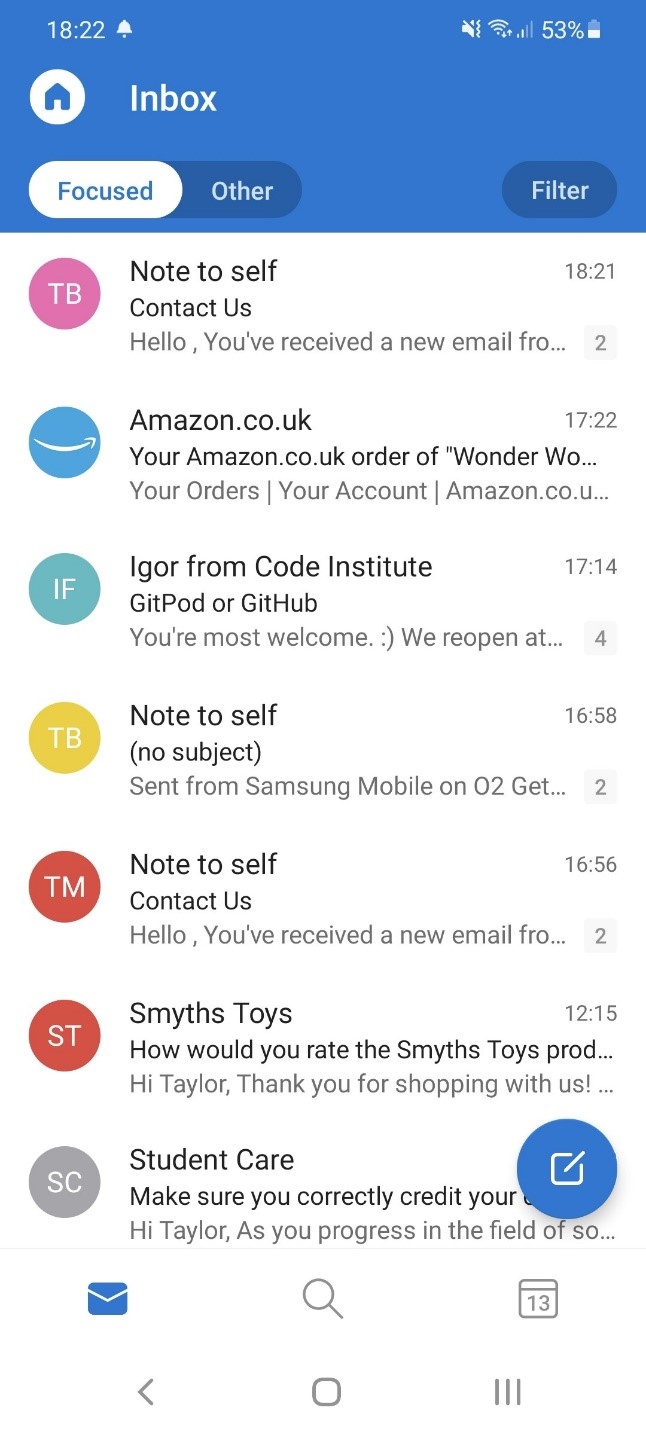 18:22 53%
Inbox
Focused Other Filter
TB Note to self 18:21
Contact Us
Hello , You've received a new email fro... 2
Amazon.co.uk 17:22
Your Amazon.co.uk order of "Wonder Wo...
Your Orders | Your Account | Amazon.co.u...
IF Igor from Code Institute 17:14
GitPod or GitHub
You're most welcome. :) We reopen at... 4
TB Note to self 16:58
(no subject)
Sent from Samsung Mobile on O2 Get... 2
TM Note to self 16:56
Contact Us
Hello , You've received a new email fro... 2
ST Smyths Toys 12:15
How would you rate the Smyths Toys prod...
Hi Taylor, Thank you for shopping with us! ...
SC Student Care
Make sure you correctly credit your
Hi Taylor, As you progress in the field of so...
13